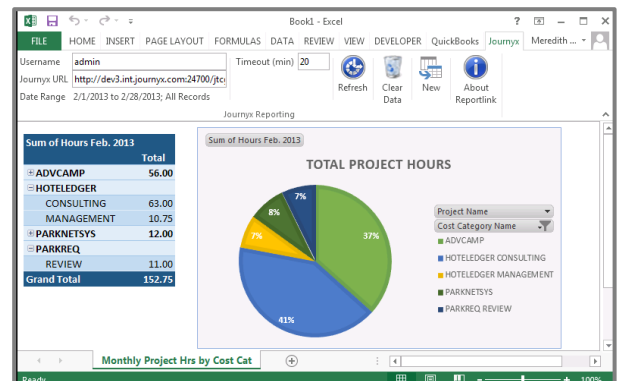 Book1 - Excel
FILE HOME INSERT PAGE LAYOUT FORMULAS DATA REVIEW VIEW DEVELOPER QuickBooks Journyx Meredith ...
Username admin Timeout (min) 20
Journyx URL http://dev3.int.journyx.com:24700/jtc
Date Range 2/1/2013 to 2/28/2013; All Records
Refresh Clear Data New About Reportlink
Journyx Reporting
Sum of Hours Feb. 2013
Total
ADVCAMP 56.00
HOTELEDGER
CONSULTING 63.00
MANAGEMENT 10.75
PARKNETSYS 12.00
PARKREQ
REVIEW 11.00
Grand Total 152.75
Sum of Hours Feb. 2013
TOTAL PROJECT HOURS
7%
8%
7%
37%
41%
Project Name
Cost Category Name
ADVCAMP
HOTELEDGER CONSULTING
HOTELEDGER MANAGEMENT
PARKNETSYS
PARKREQ REVIEW
Monthly Project Hrs by Cost Cat
Ready 100%